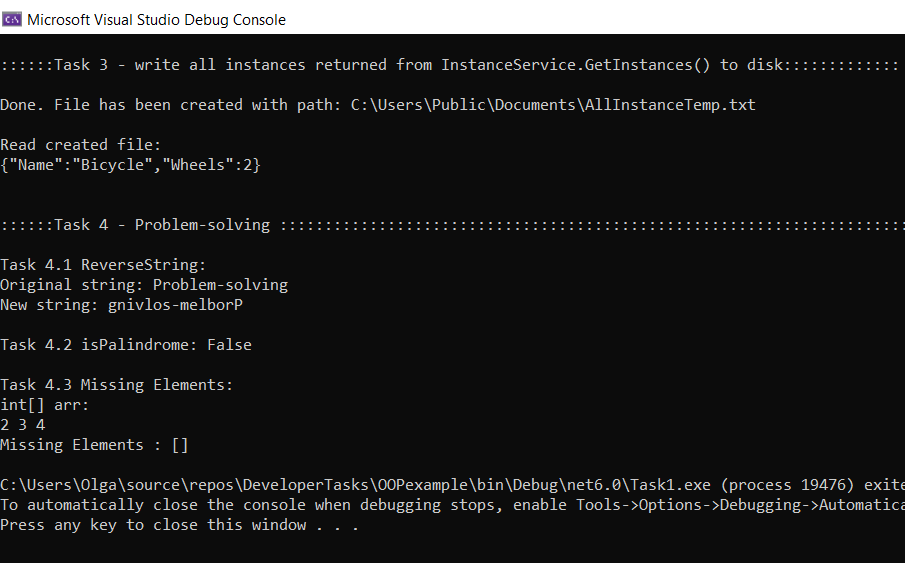 C:\ Microsoft Visual Studio Debug Console
::::::Task 3 - write all instances returned from InstanceService.GetInstances() to disk:::::::::::::
Done. File has been created with path: C:\Users\Public\Documents\AllInstanceTemp.txt
Read created file:
{"Name":"Bicycle","Wheels":2}
::::::Task 4 - Problem-solving ::::::::::::::::::::::::::::::::::::::::::::::::::::::::::::::::::::::
Task 4.1 ReverseString:
Original string: Problem-solving
New string: gnivlos-melborP
Task 4.2 isPalindrome: False
Task 4.3 Missing Elements:
int[] arr:
2 3 4
Missing Elements : []
C:\Users\Olga\source\repos\DeveloperTasks\OOPexample\bin\Debug\net6.0\Task1.exe (process 19476) exite
To automatically close the console when debugging stops, enable Tools->Options->Debugging->Automatica
Press any key to close this window . . .